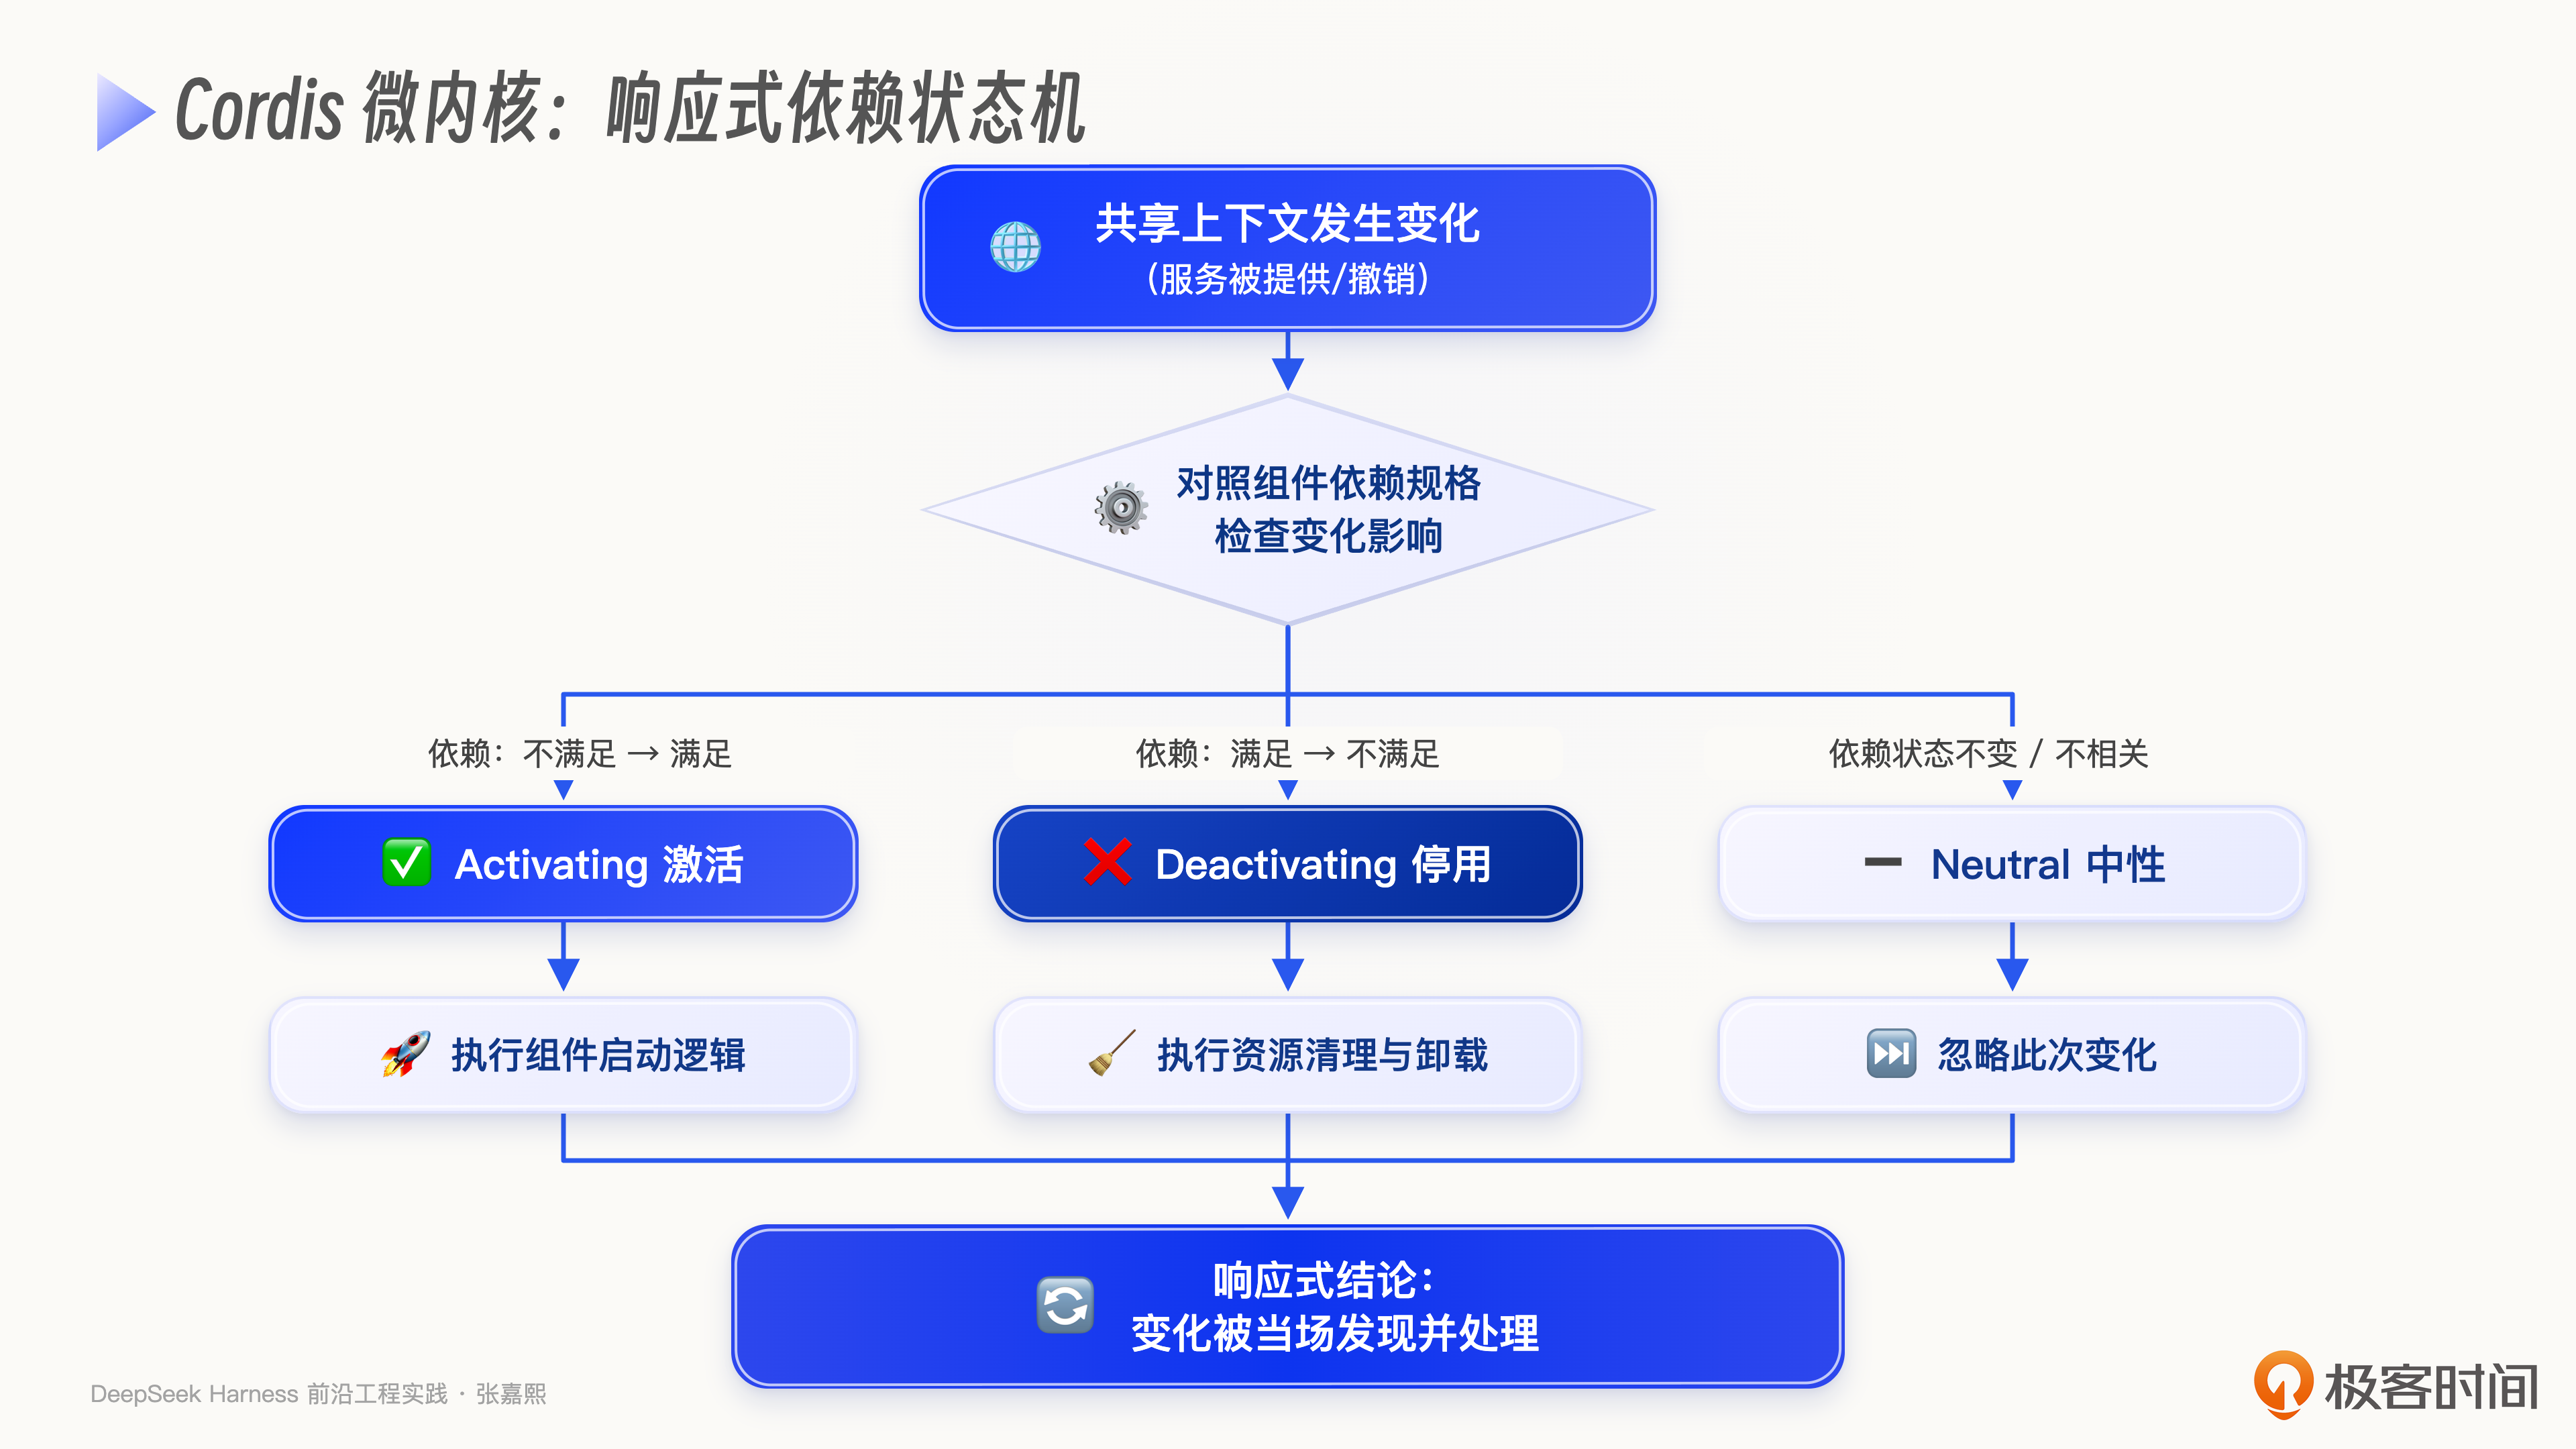 Cordis 微内核：响应式依赖状态机
共享上下文发生变化
（服务被提供/撤销）
对照组件依赖规格
检查变化影响
依赖：不满足 → 满足
依赖：满足 → 不满足
依赖状态不变 / 不相关
Activating 激活
Deactivating 停用
Neutral 中性
执行组件启动逻辑
执行资源清理与卸载
忽略此次变化
响应式结论：
变化被当场发现并处理
DeepSeek Harness 前沿工程实践 · 张嘉熙
极客时间